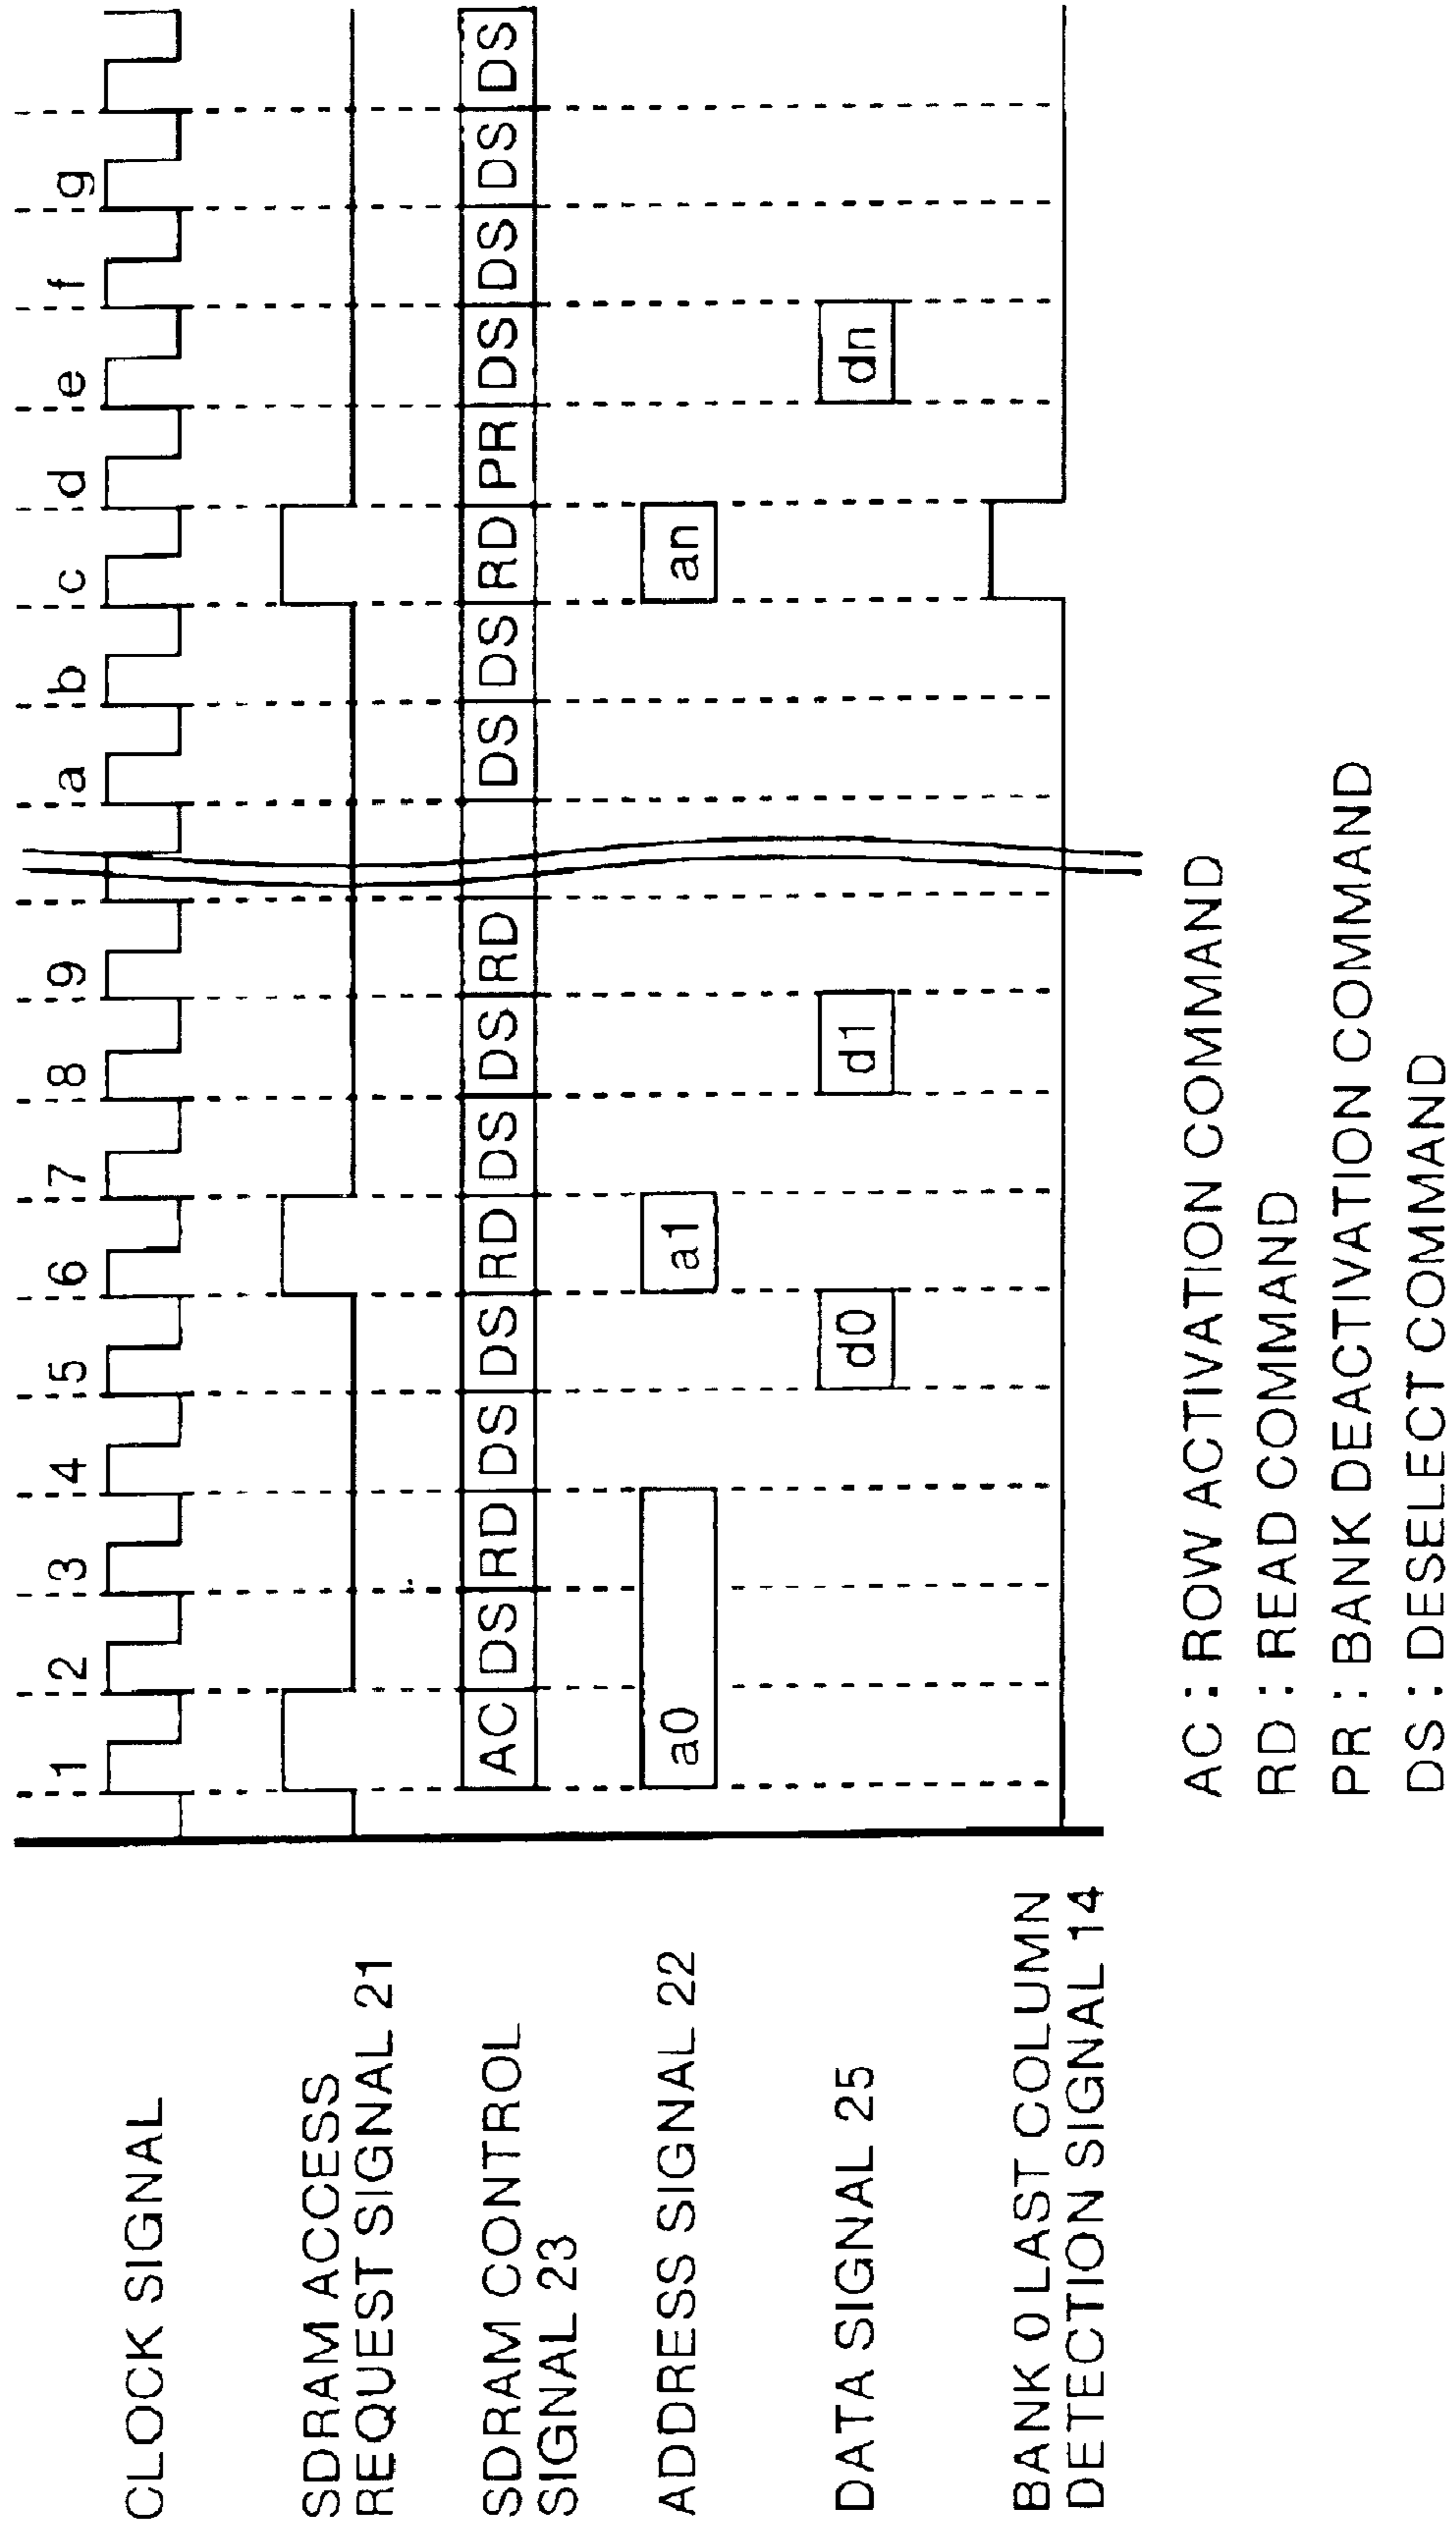 1 2 3 4 5 6 7 8 9 a b c d e f g
CLOCK SIGNAL
SDRAM ACCESS
REQUEST SIGNAL 21
SDRAM CONTROL
SIGNAL 23
AC DS RD DS DS RD DS DS RD DS DS RD PR DS DS DS DS
ADDRESS SIGNAL 22
a0 a1 an
DATA SIGNAL 25
d0 d1 dn
BANK 0 LAST COLUMN
DETECTION SIGNAL 14
AC : ROW ACTIVATION COMMAND
RD : READ COMMAND
PR : BANK DEACTIVATION COMMAND
DS : DESELECT COMMAND